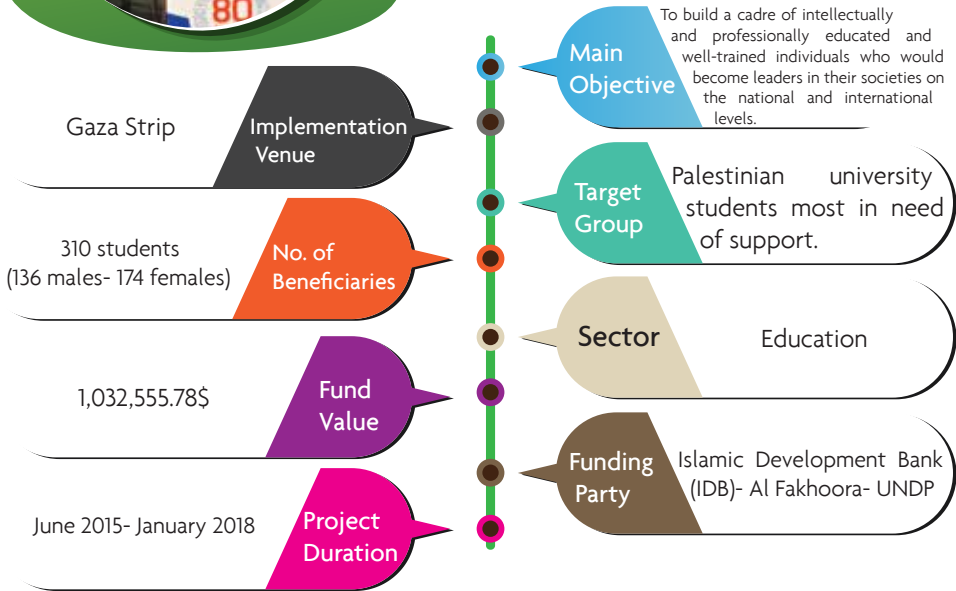 80
Main
Objective
To build a cadre of intellectually
and professionally educated and
well-trained individuals who would
become leaders in their societies on
the national and international
levels.
Gaza Strip
Implementation
Venue
Target
Group
Palestinian university
students most in need
of support.
310 students
(136 males- 174 females)
No. of
Beneficiaries
Sector
Education
1,032,555.78$
Fund
Value
Funding
Party
Islamic Development Bank
(IDB)- Al Fakhoora- UNDP
June 2015- January 2018
Project
Duration